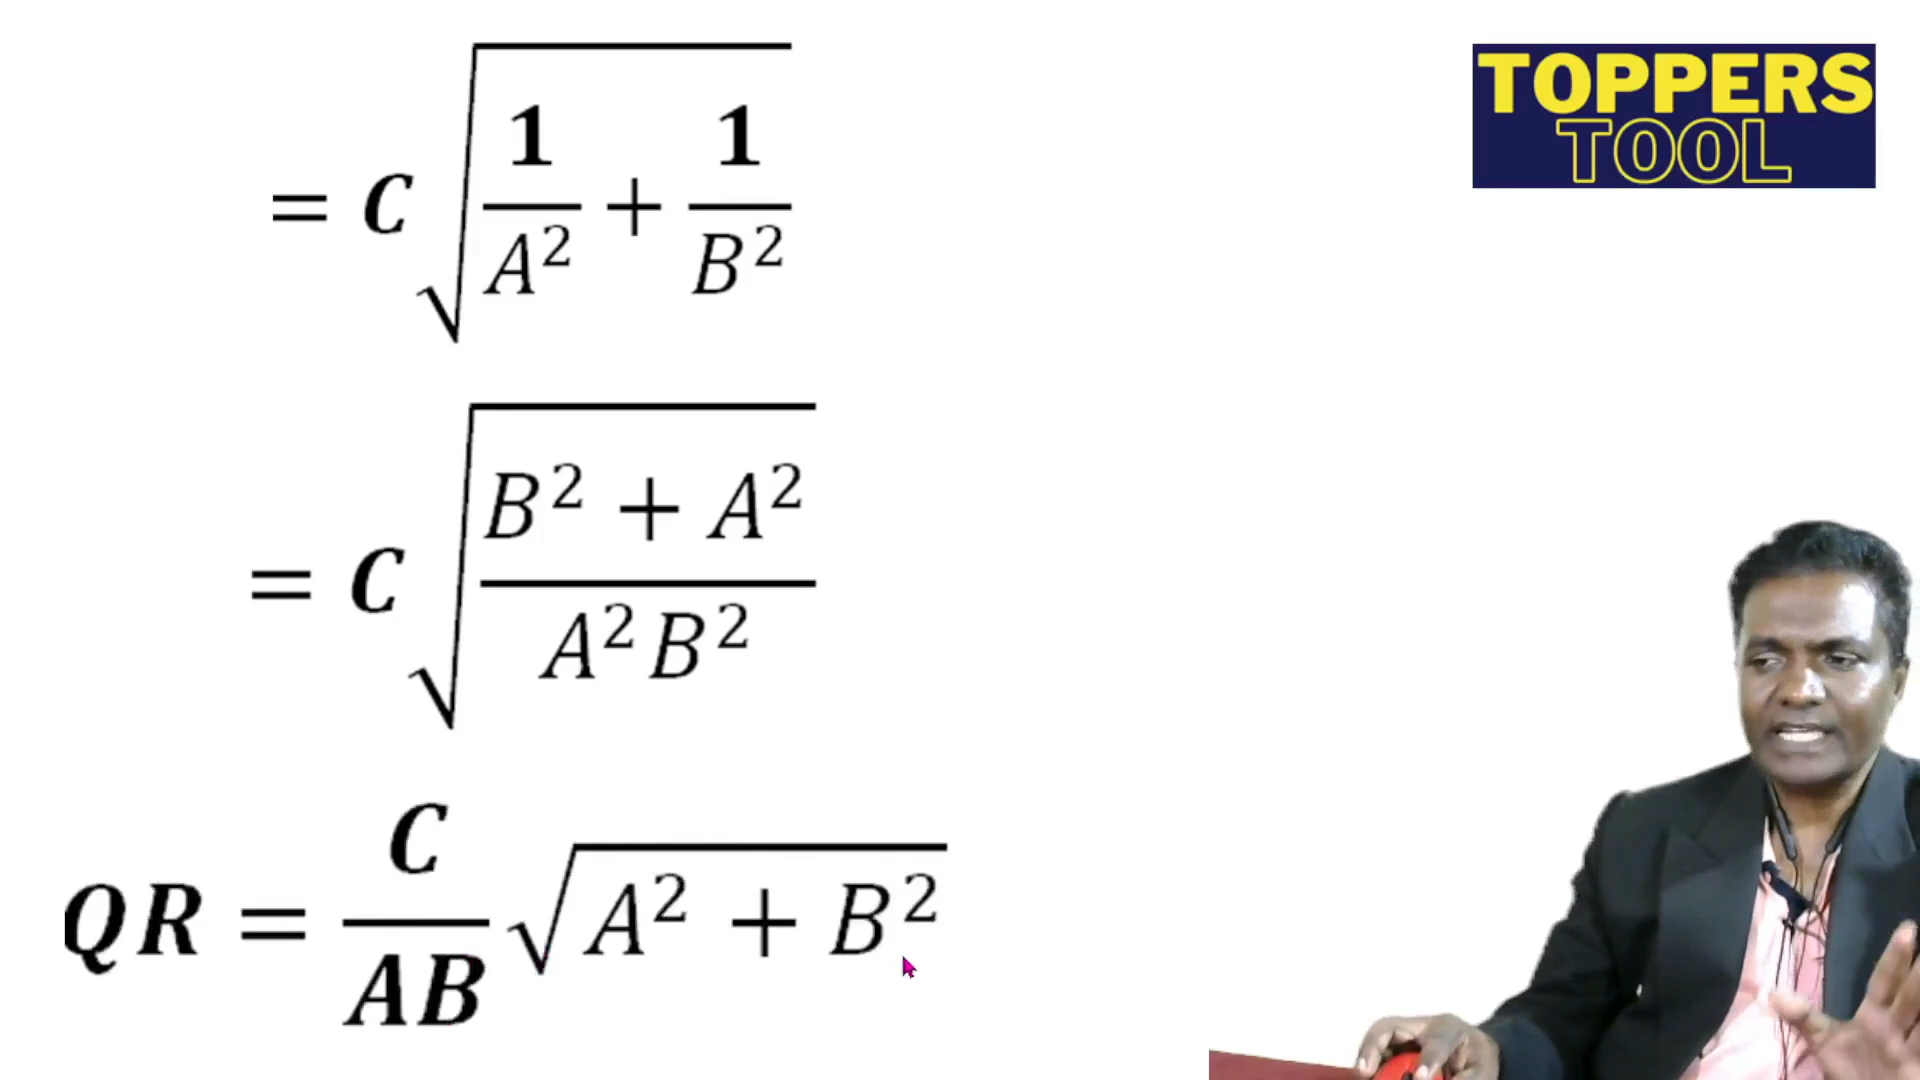 = C √(1/A² + 1/B²)
TOPPERS
TOOL
= C √((B² + A²)/(A²B²))
QR = C/AB √(A² + B²)